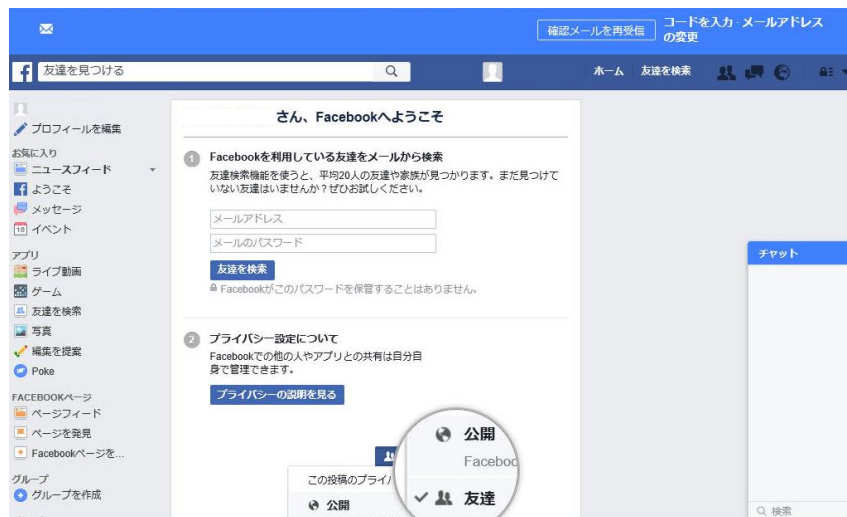 確認メールを再受信
コードを入力 · メールアドレス
の変更
友達を見つける
ホーム 友達を検索
プロフィールを編集
お気に入り
ニュースフィード
ようこそ
メッセージ
18 イベント
アプリ
ライブ動画
ゲーム
友達を検索
写真
編集を提案
Poke
FACEBOOKページ
ページフィード
ページを発見
Facebookページを...
グループ
グループを作成
さん、Facebookへようこそ
1 Facebookを利用している友達をメールから検索
友達検索機能を使うと、平均20人の友達や家族が見つかります。まだ見つけて
いない友達はいませんか？ぜひお試しください。
メールアドレス
メールのパスワード
友達を検索
Facebookがこのパスワードを保管することはありません。
2 プライバシー設定について
Facebookでの他の人やアプリとの共有は自分自
身で管理できます。
プライバシーの説明を見る
公開
Faceboo
友達
この投稿のプライ
公開
チャット
検索